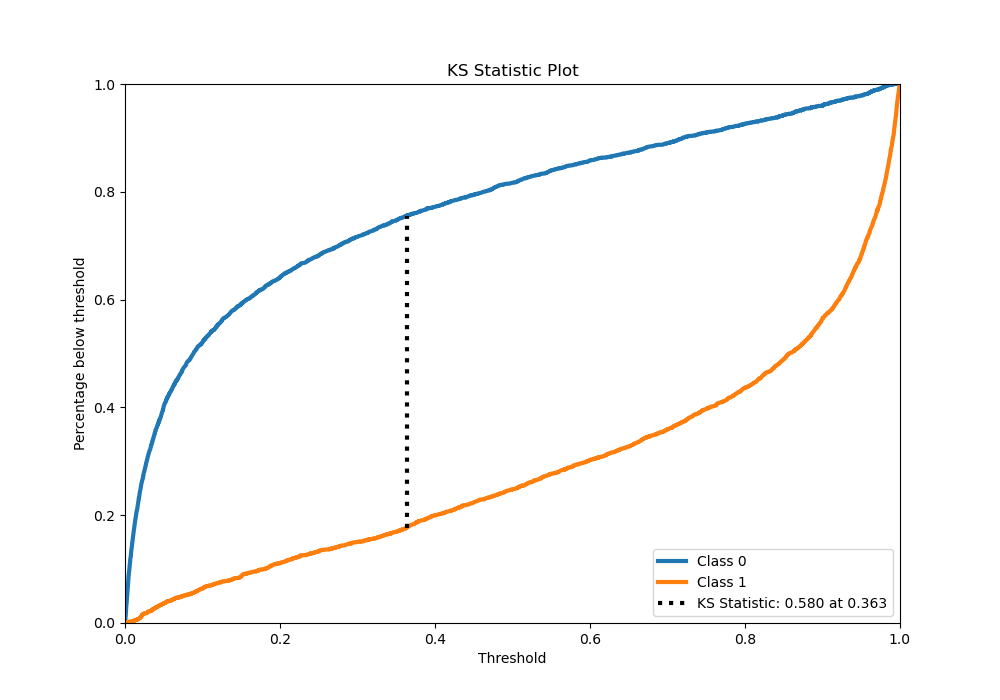 KS Statistic Plot
1.0
0.8
0.6
0.4
0.2
0.0
Percentage below threshold
0.0 0.2 0.4 0.6 0.8 1.0
Threshold
Class 0
Class 1
KS Statistic: 0.580 at 0.363